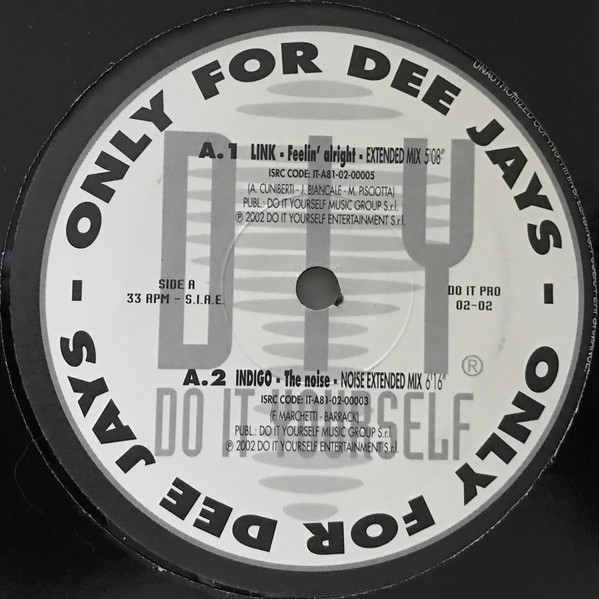 ONLY FOR DEE JAYS - ONLY FOR DEE JAYS -
A.1 LINK - Feelin' alright - EXTENDED MIX 5'08"
ISRC CODE: IT-A81-02-00005
(A. CUNIBERTI - J. BIANCALE - M. PISCIOTTA)
PUBL.: DO IT YOURSELF MUSIC GROUP S.r.l.
℗ 2002 DO IT YOURSELF ENTERTAINMENT S.r.l.
DIY
SIDE A
33 RPM - S.I.A.E.
DO IT PRO
02-02
®
A.2 INDIGO - The noise - NOISE EXTENDED MIX 6'16"
ISRC CODE: IT-A81-02-00003
(F. MARCHETTI - BARRACK)
PUBL.: DO IT YOURSELF MUSIC GROUP S.r.l.
℗ 2002 DO IT YOURSELF ENTERTAINMENT S.r.l.
DO IT YOURSELF
UNAUTHORIZED